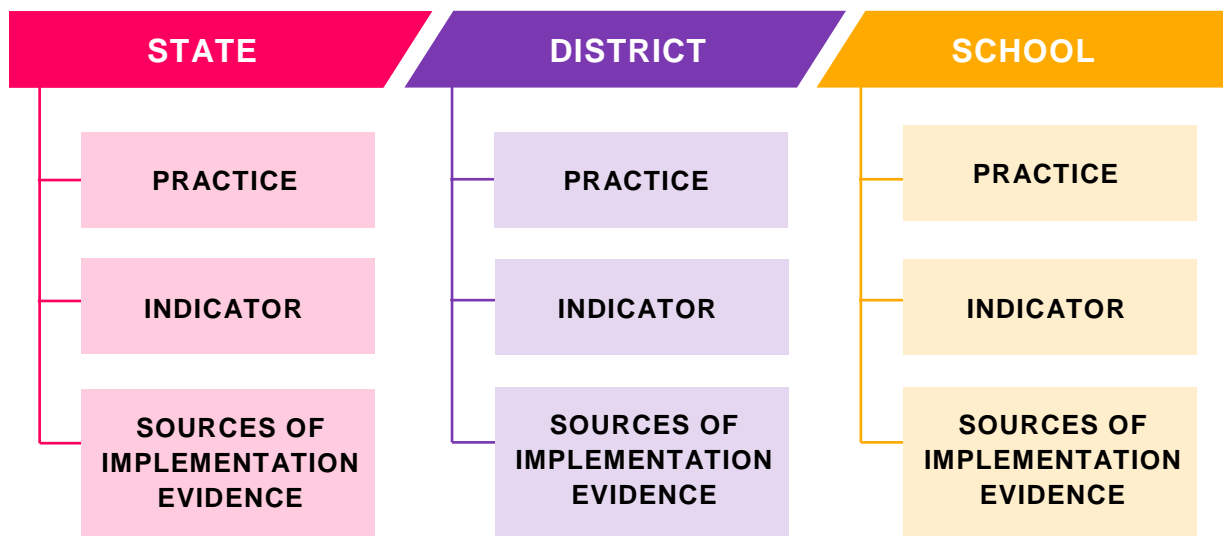 STATE
PRACTICE
INDICATOR
SOURCES OF
IMPLEMENTATION
EVIDENCE
DISTRICT
PRACTICE
INDICATOR
SOURCES OF
IMPLEMENTATION
EVIDENCE
SCHOOL
PRACTICE
INDICATOR
SOURCES OF
IMPLEMENTATION
EVIDENCE